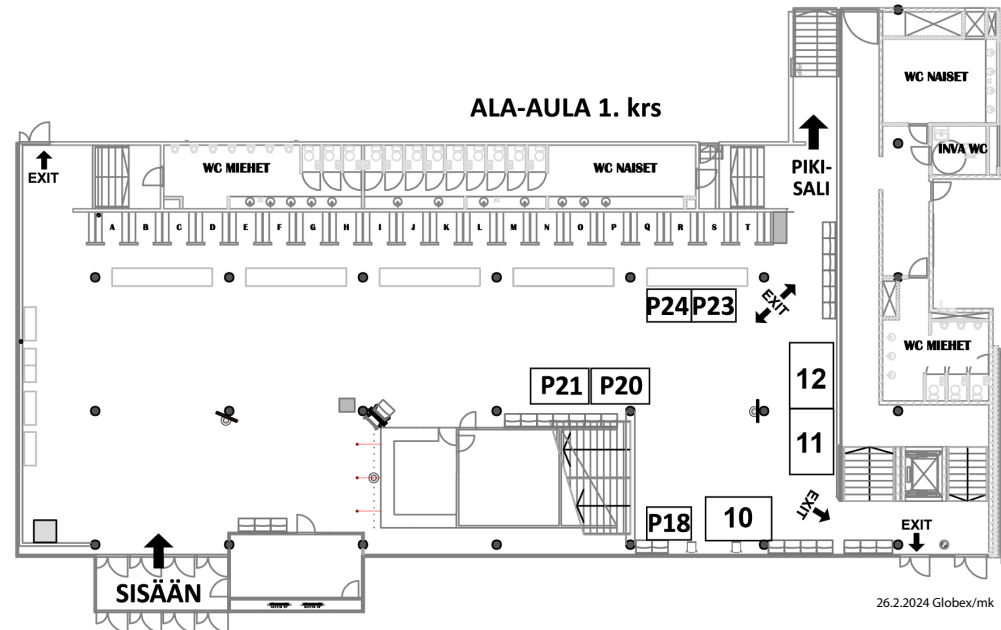 ALA-AULA 1. krs
WC NAISET
INVA WC
PIKI-
SALI
EXIT
WC MIEHET
WC NAISET
A B C D E F G H I J K L M N O P Q R S T
EXIT
P24 P23
WC MIEHET
12
P21 P20
11
EXIT
P18
10
EXIT
SISÄÄN
26.2.2024 Globex/mk